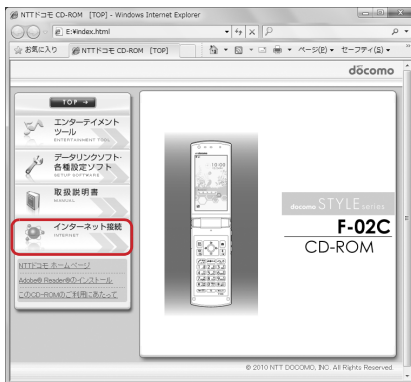 NTTドコモ CD-ROM [TOP] - Windows Internet Explorer
E:¥index.html
お気に入り
NTTドコモ CD-ROM [TOP]
ページ(P)
セーフティ(S)
docomo
TOP
エンターテイメント
ツール
ENTERTAINMENT TOOL
データリンクソフト・
各種設定ソフト
SETUP SOFTWARE
取扱説明書
MANUAL
インターネット接続
INTERNET
NTTドコモ ホームページ
Adobe® Reader®のインストール
このCD-ROMのご利用にあたって
docomo STYLE series
F-02C
CD-ROM
© 2010 NTT DOCOMO, INC. All Rights Reserved.